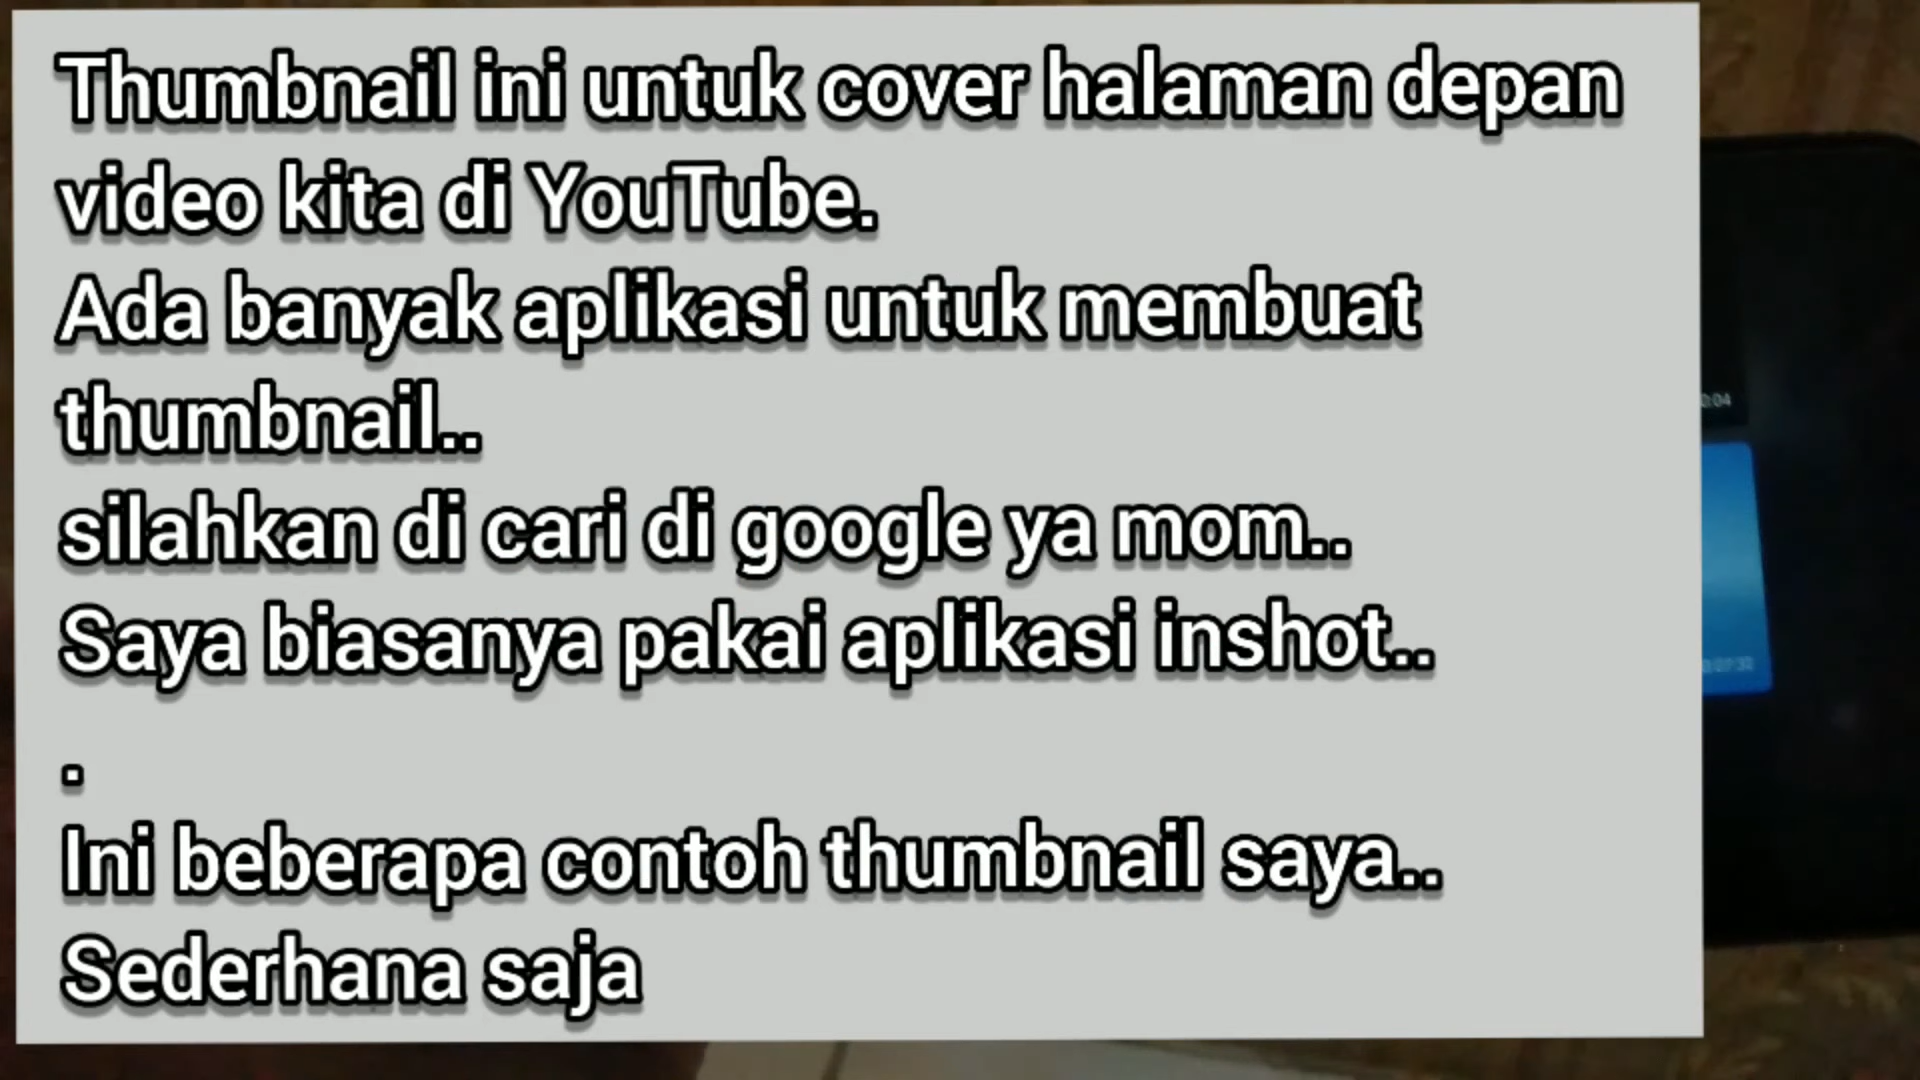 Thumbnail ini untuk cover halaman depan
video kita di YouTube.
Ada banyak aplikasi untuk membuat
thumbnail..
silahkan di cari di google ya mom..
Saya biasanya pakai aplikasi inshot..
.
Ini beberapa contoh thumbnail saya..
Sederhana saja